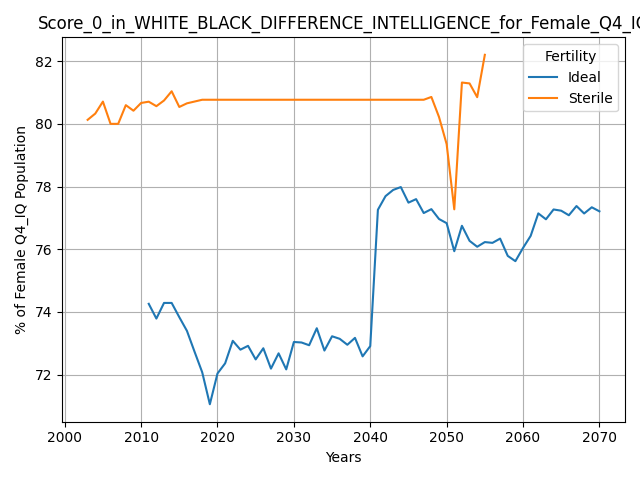 Score_0_in_WHITE_BLACK_DIFFERENCE_INTELLIGENCE_for_Female_Q4_IQ
82
80
78
76
74
72
% of Female Q4_IQ Population
Fertility
Ideal
Sterile
2000 2010 2020 2030 2040 2050 2060 2070
Years